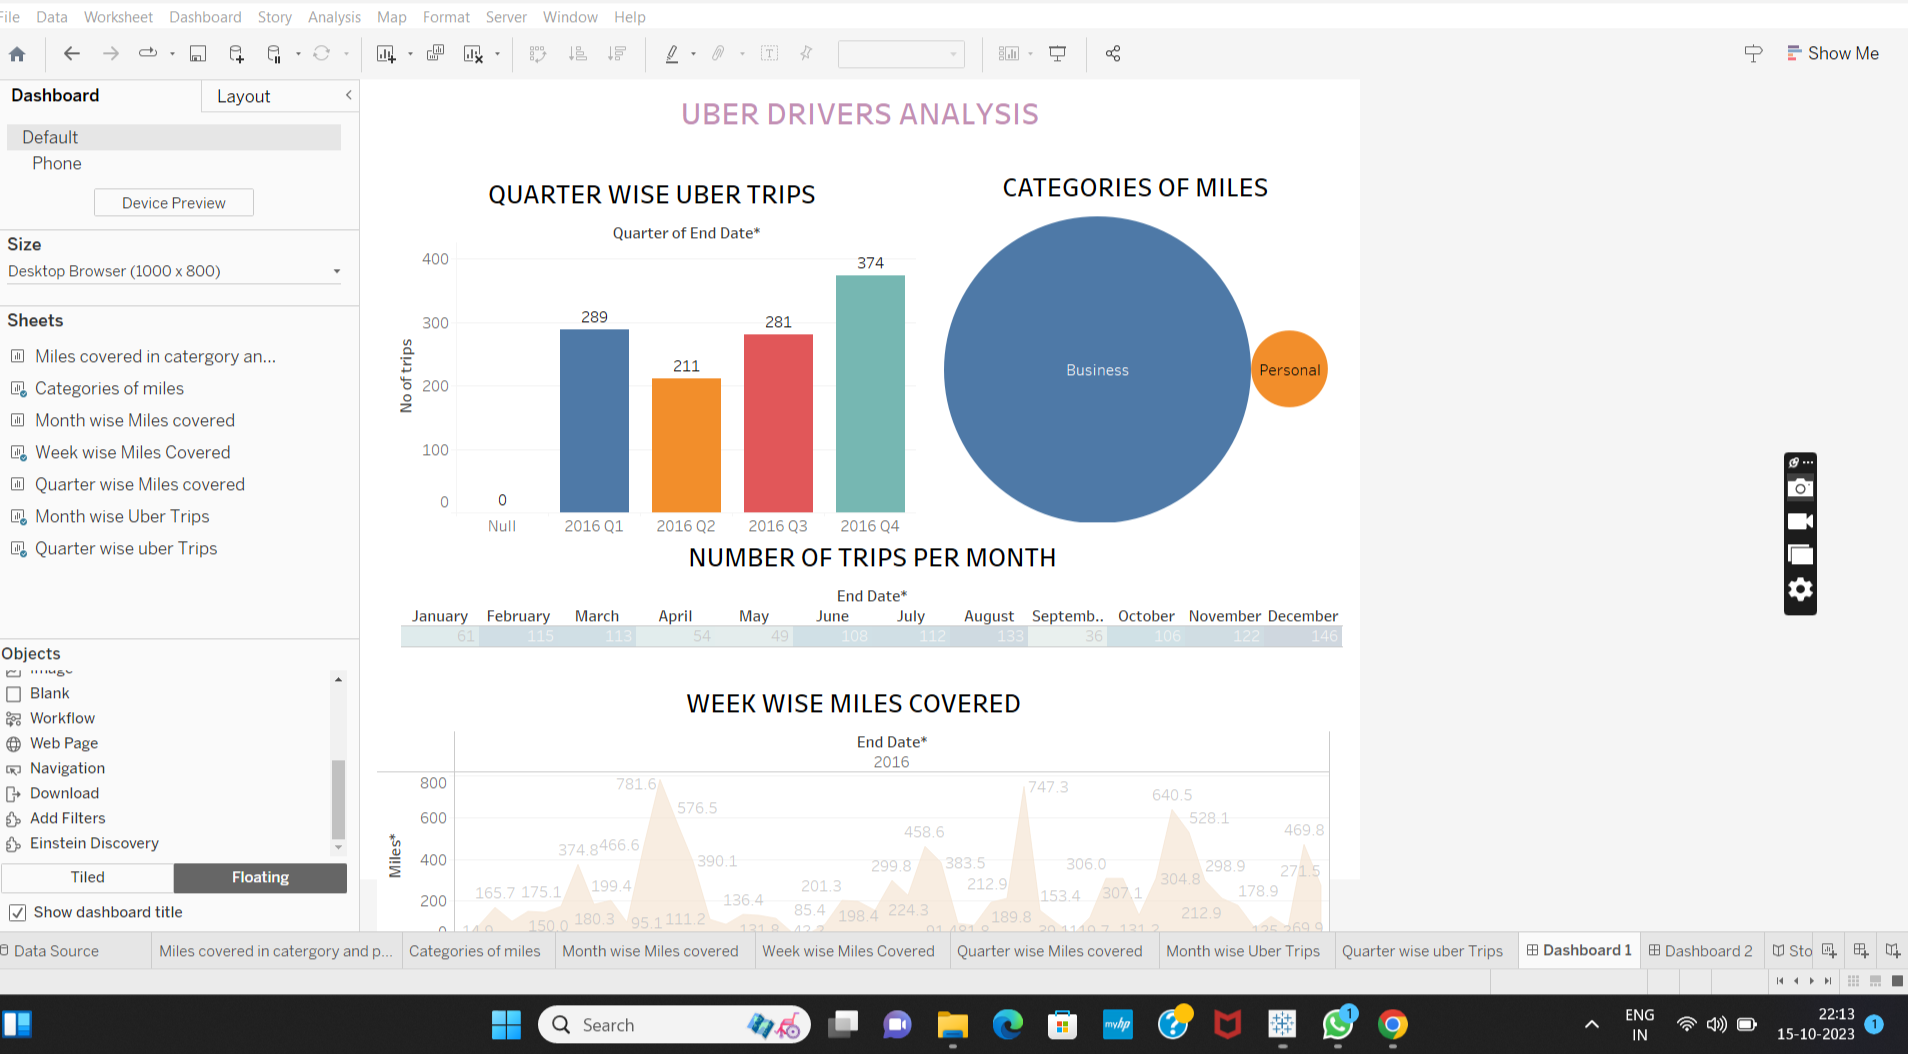 File Data Worksheet Dashboard Story Analysis Map Format Server Window Help
Show Me
Dashboard Layout
Default
Phone
Device Preview
Size
Desktop Browser (1000 x 800)
Sheets
Miles covered in catergory an...
Categories of miles
Month wise Miles covered
Week wise Miles Covered
Quarter wise Miles covered
Month wise Uber Trips
Quarter wise uber Trips
Objects
Image
Blank
Workflow
Web Page
Navigation
Download
Add Filters
Einstein Discovery
Tiled Floating
Show dashboard title
UBER DRIVERS ANALYSIS
QUARTER WISE UBER TRIPS
Quarter of End Date*
No of trips
400
300
200
100
0
0 289 211 281 374
Null 2016 Q1 2016 Q2 2016 Q3 2016 Q4
CATEGORIES OF MILES
Business Personal
NUMBER OF TRIPS PER MONTH
End Date*
January February March April May June July August Septemb.. October November December
61 115 113 54 49 108 112 133 36 106 122 146
WEEK WISE MILES COVERED
End Date*
2016
Miles*
800
600
400
200
0
781.6 747.3
576.5 640.5
528.1
458.6 469.8
374.8 466.6
390.1 299.8 383.5 306.0 298.9 271.5
165.7 175.1 199.4 201.3 212.9 304.8
136.4 153.4 307.1 178.9
85.4 198.4 224.3 212.9
150.0 180.3 95.1 111.2 189.8
Data Source Miles covered in catergory and p... Categories of miles Month wise Miles covered Week wise Miles Covered Quarter wise Miles covered Month wise Uber Trips Quarter wise uber Trips Dashboard 1 Dashboard 2 Sto
Search
myhp
1
ENG
IN
22:13
15-10-2023
1